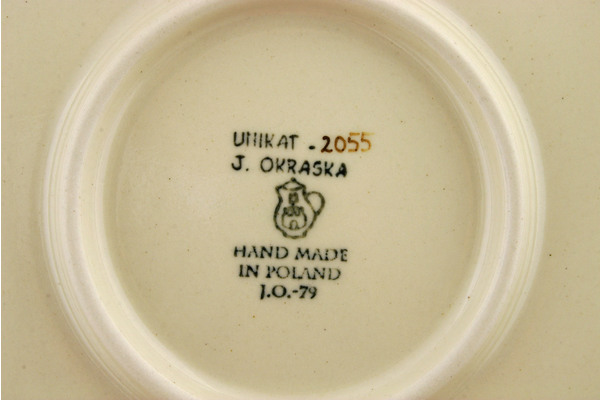 UNIKAT - 2055
J. OKRASKA
HAND MADE
IN POLAND
J.O.-79